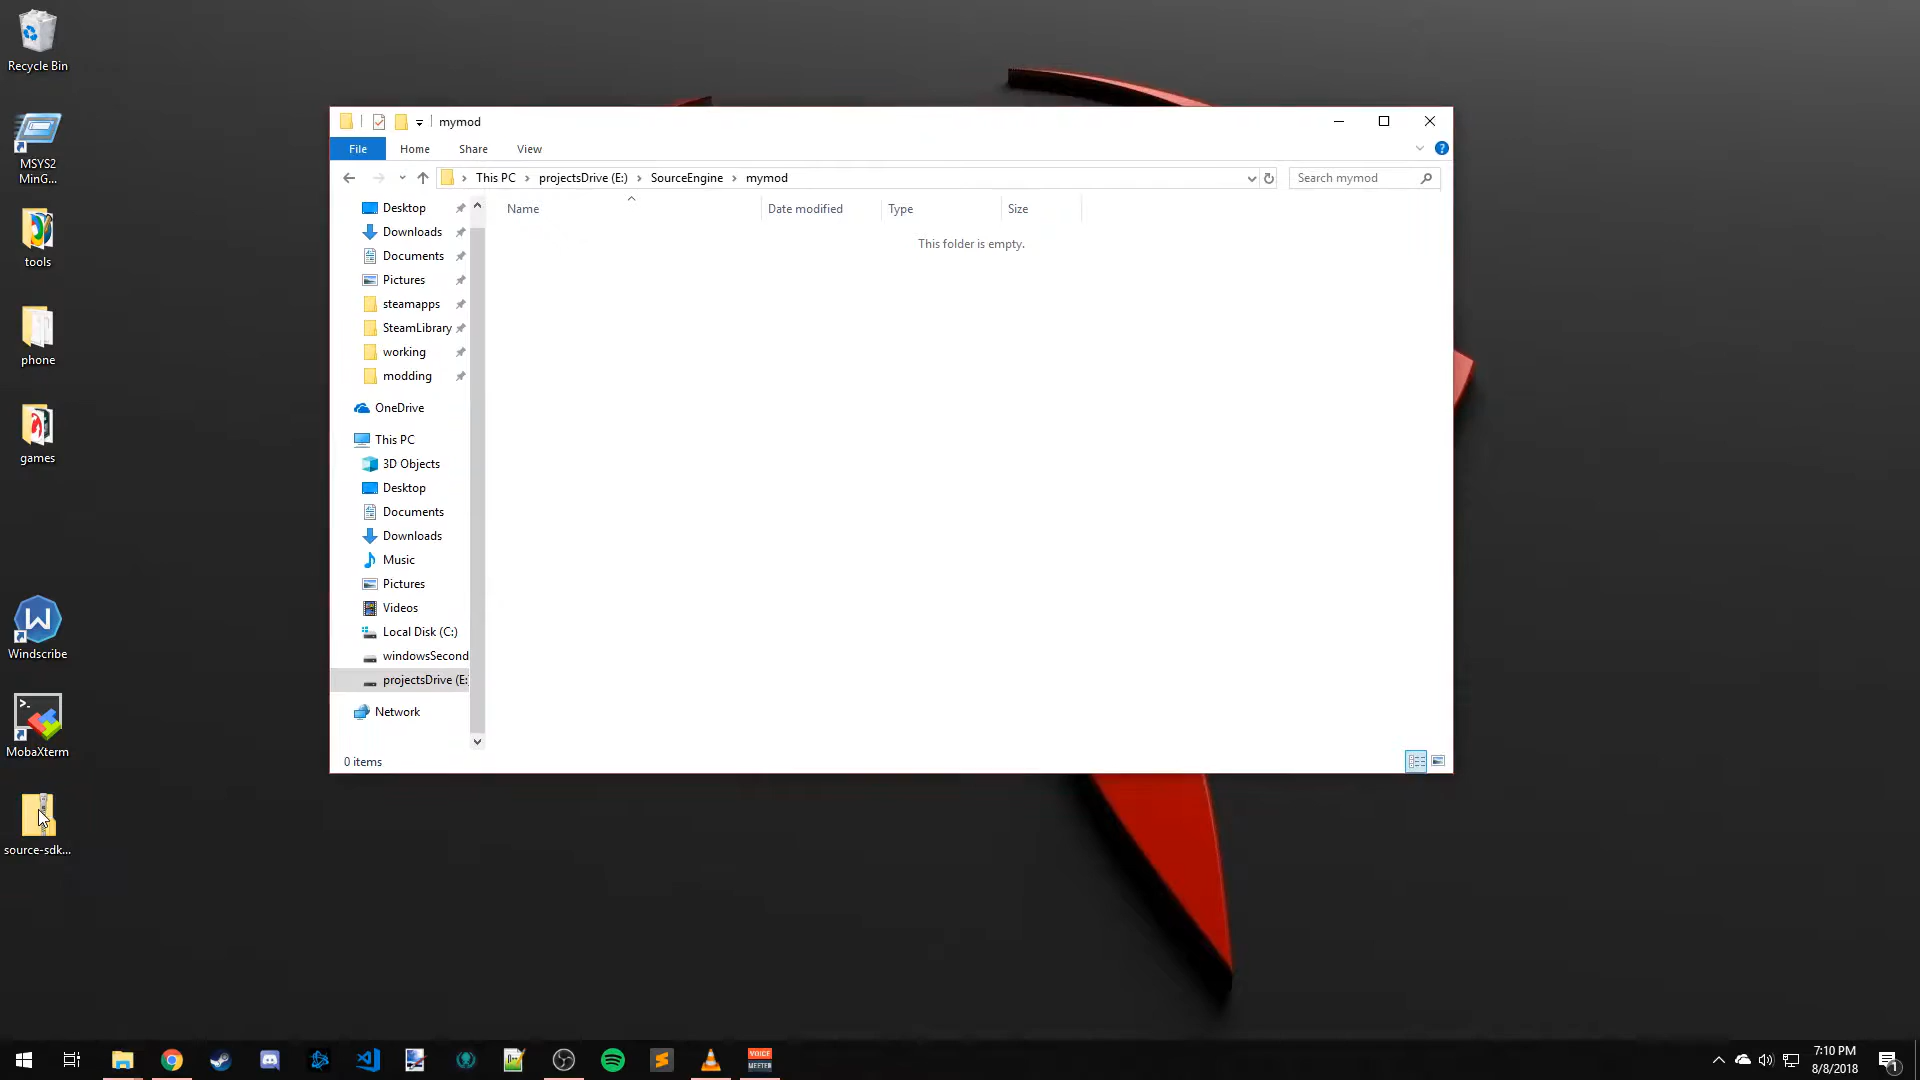 Recycle Bin
MSYS2
MinG...
tools
phone
games
Windscribe
MobaXterm
source-sdk...
mymod
File
Home
Share
View
This PC
projectsDrive (E:)
SourceEngine
mymod
Search mymod
Desktop
Downloads
Documents
Pictures
steamapps
SteamLibrary
working
modding
OneDrive
This PC
3D Objects
Desktop
Documents
Downloads
Music
Pictures
Videos
Local Disk (C:)
windowsSecond
projectsDrive (E:
Network
Name
Date modified
Type
Size
This folder is empty.
0 items
VOICE
MEETER
7:10 PM
8/8/2018
1